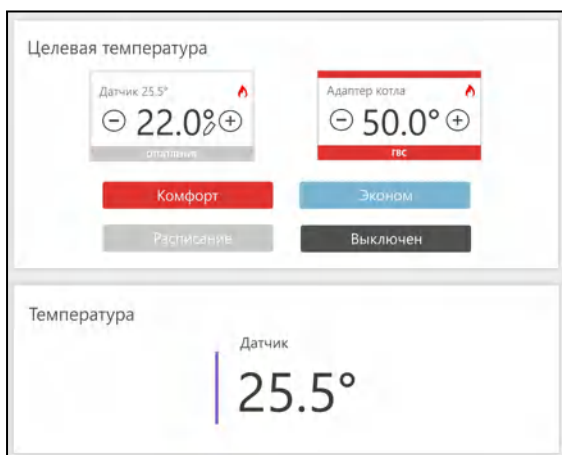 Целевая температура
Датчик 25.5°
22.0°
отопление
Адаптер котла
50.0°
ГВС
Комфорт
Эконом
Расписание
Выключен
Температура
Датчик
25.5°